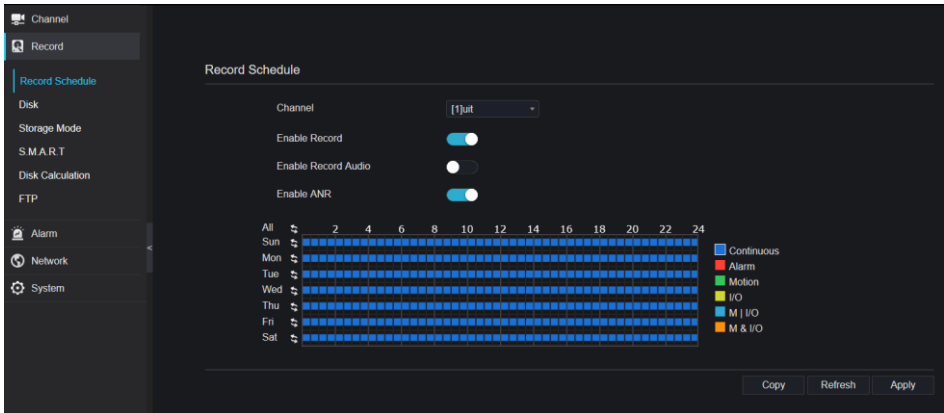 Channel
Record
Record Schedule
Disk
Storage Mode
S.M.A.R.T
Disk Calculation
FTP
Alarm
Network
System
<
Record Schedule
Channel [1]uit
Enable Record
Enable Record Audio
Enable ANR
All 2 4 6 8 10 12 14 16 18 20 22 24
Sun
Mon
Tue
Wed
Thu
Fri
Sat
Continuous
Alarm
Motion
I/O
M | I/O
M & I/O
Copy Refresh Apply